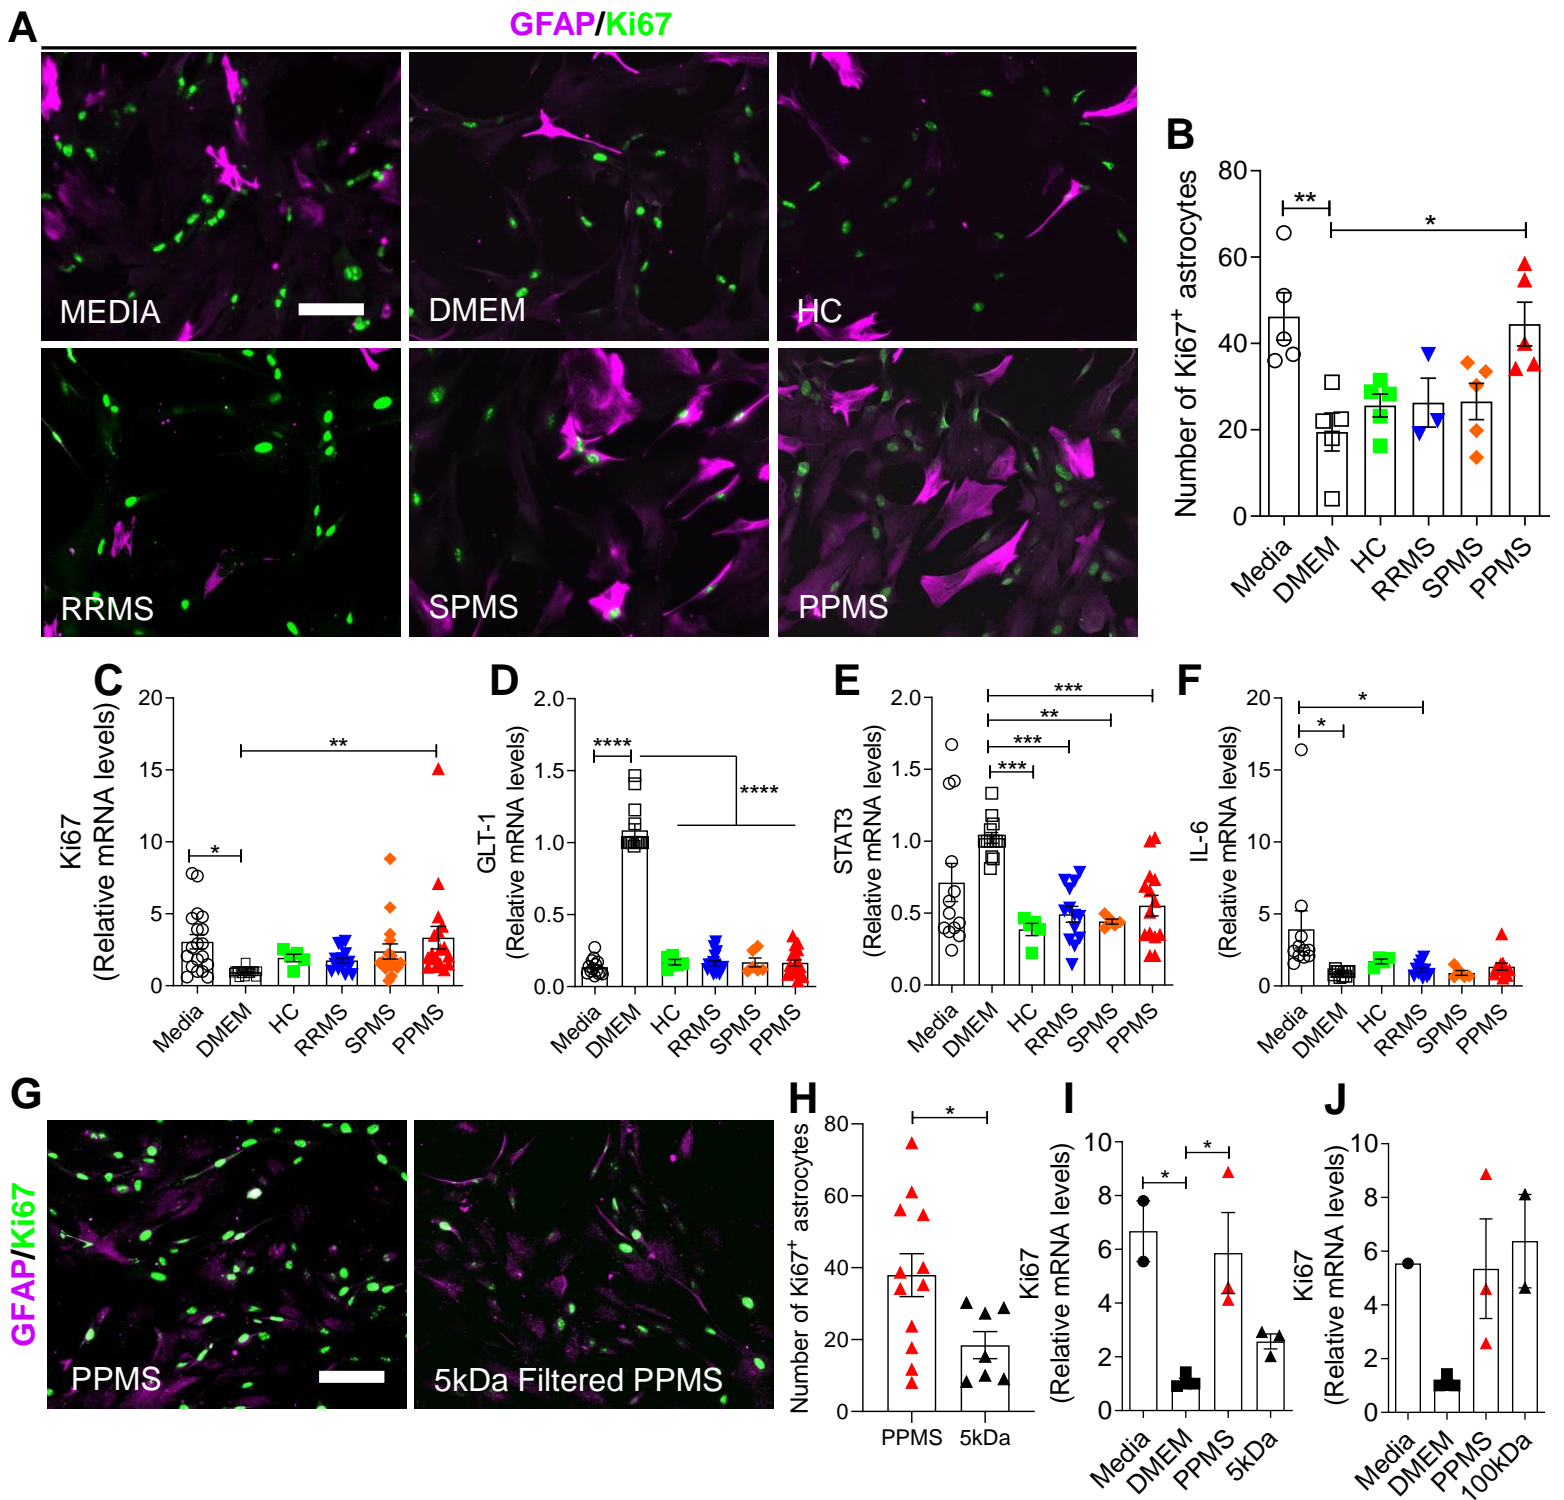 A
GFAP/Ki67
MEDIA
DMEM
HC
RRMS
SPMS
PPMS
B
Number of Ki67+ astrocytes
80
60
40
20
0
**
*
Media
DMEM
HC
RRMS
SPMS
PPMS
C
Ki67
(Relative mRNA levels)
20
15
10
5
0
*
**
Media
DMEM
HC
RRMS
SPMS
PPMS
D
GLT-1
(Relative mRNA levels)
2.0
1.5
1.0
0.5
0.0
****
****
Media
DMEM
HC
RRMS
SPMS
PPMS
E
STAT3
(Relative mRNA levels)
2.0
1.5
1.0
0.5
0.0
***
**
***
***
Media
DMEM
HC
RRMS
SPMS
PPMS
F
IL-6
(Relative mRNA levels)
20
15
10
5
0
*
*
Media
DMEM
HC
RRMS
SPMS
PPMS
G
GFAP/Ki67
PPMS
5kDa Filtered PPMS
H
Number of Ki67+ astrocytes
80
60
40
20
0
*
PPMS
5kDa
I
Ki67
(Relative mRNA levels)
10
8
6
4
2
0
*
*
Media
DMEM
PPMS
5kDa
J
Ki67
(Relative mRNA levels)
10
8
6
4
2
0
Media
DMEM
PPMS
100kDa